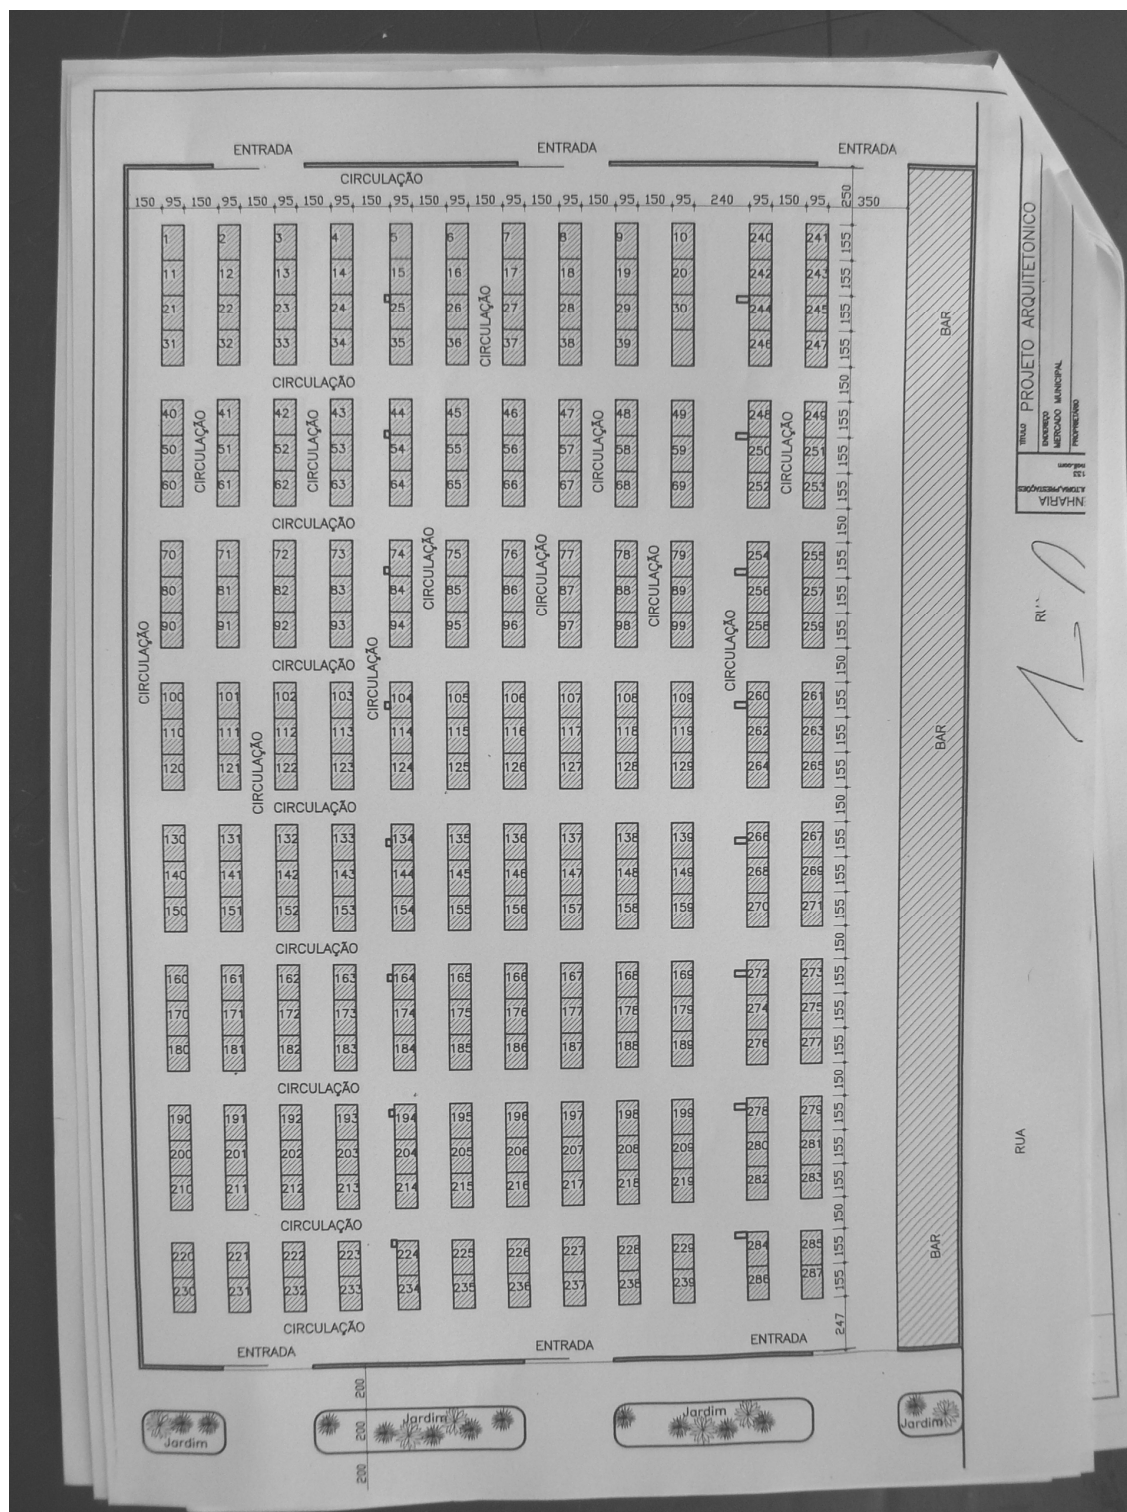 ENTRADA ENTRADA ENTRADA
CIRCULAÇÃO
150 95 150 95 150 95 150 95 150 95 150 95 150 95 150 95 150 95 150 95 240 95 150 95 250 350
1 2 3 4 5 6 7 8 9 10 240 241 155
11 12 13 14 15 16 17 18 19 20 242 243 155
21 22 23 24 25 26 27 28 29 30 244 245 155
CIRCULAÇÃO
BAR
31 32 33 34 35 36 37 38 39 246 247 155
CIRCULAÇÃO 150
40 41 42 43 44 45 46 47 48 49 248 249 155
CIRCULAÇÃO CIRCULAÇÃO CIRCULAÇÃO CIRCULAÇÃO
50 51 52 53 54 55 56 57 58 59 250 251 155
60 61 62 63 64 65 66 67 68 69 252 253 155
CIRCULAÇÃO 150
70 71 72 73 74 75 76 77 78 79 254 255 155
CIRCULAÇÃO CIRCULAÇÃO CIRCULAÇÃO
80 81 82 83 84 85 86 87 88 89 256 257 155
90 91 92 93 94 95 96 97 98 99 258 259 155
CIRCULAÇÃO CIRCULAÇÃO CIRCULAÇÃO CIRCULAÇÃO 150
100 101 102 103 104 105 106 107 108 109 260 261 155
110 111 112 113 114 115 116 117 118 119 262 263 155
BAR
CIRCULAÇÃO
120 121 122 123 124 125 126 127 128 129 264 265 155
CIRCULAÇÃO 150
130 131 132 133 134 135 136 137 138 139 266 267 155
140 141 142 143 144 145 146 147 148 149 268 269 155
150 151 152 153 154 155 156 157 158 159 270 271 155
CIRCULAÇÃO 150
160 161 162 163 164 165 166 167 168 169 272 273 155
170 171 172 173 174 175 176 177 178 179 274 275 155
180 181 182 183 184 185 186 187 188 189 276 277 155
CIRCULAÇÃO 150
190 191 192 193 194 195 196 197 198 199 278 279 155
200 201 202 203 204 205 206 207 208 209 280 281 155
210 211 212 213 214 215 216 217 218 219 282 283 155
CIRCULAÇÃO 150
220 221 222 223 224 225 226 227 228 229 284 285 155
BAR
230 231 232 233 234 235 236 237 238 239 286 287 155
CIRCULAÇÃO 247
ENTRADA ENTRADA ENTRADA
200
Jardim Jardim Jardim Jardim
200
200
TÍTULO PROJETO ARQUITETONICO
ENDEREÇO
MERCADO MUNICIPAL
PROPRIETÁRIO
RUA